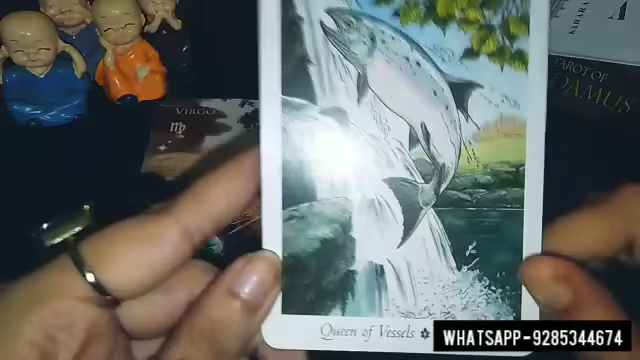 VIRGO
TAROT OF
DAMUS
Queen of Vessels
WHATSAPP-9285344674